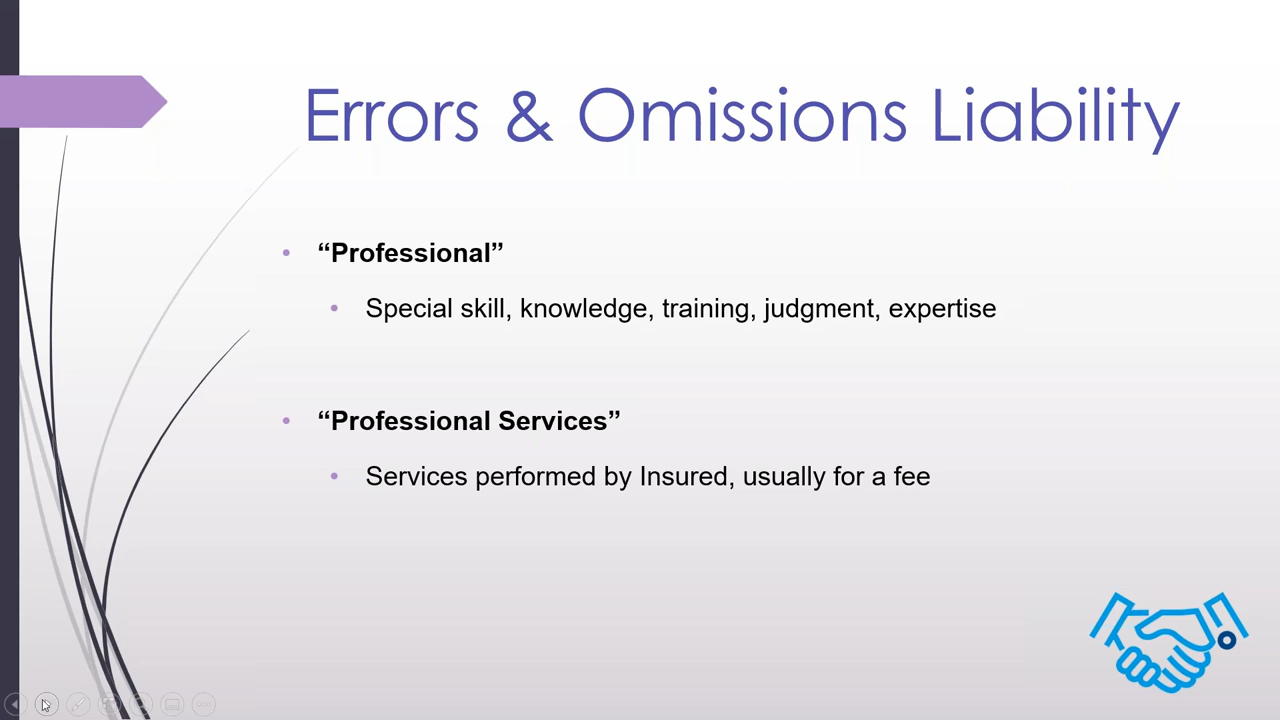 Errors & Omissions Liability
“Professional”
Special skill, knowledge, training, judgment, expertise
“Professional Services”
Services performed by Insured, usually for a fee